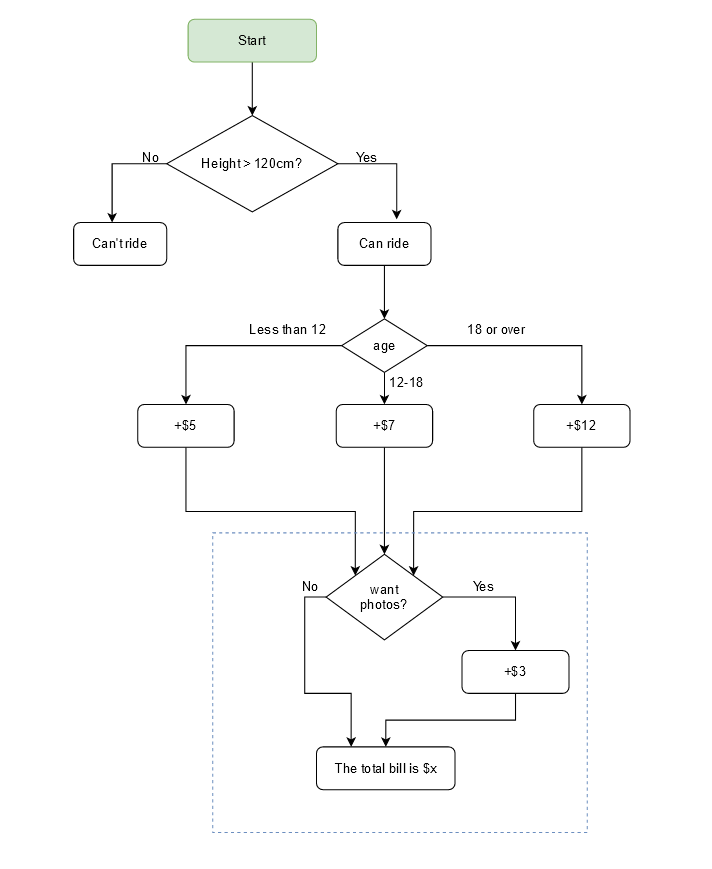 Start
Height > 120cm?
No
Yes
Can't ride
Can ride
age
Less than 12
18 or over
12-18
+$5
+$7
+$12
want
photos?
No
Yes
+$3
The total bill is $x